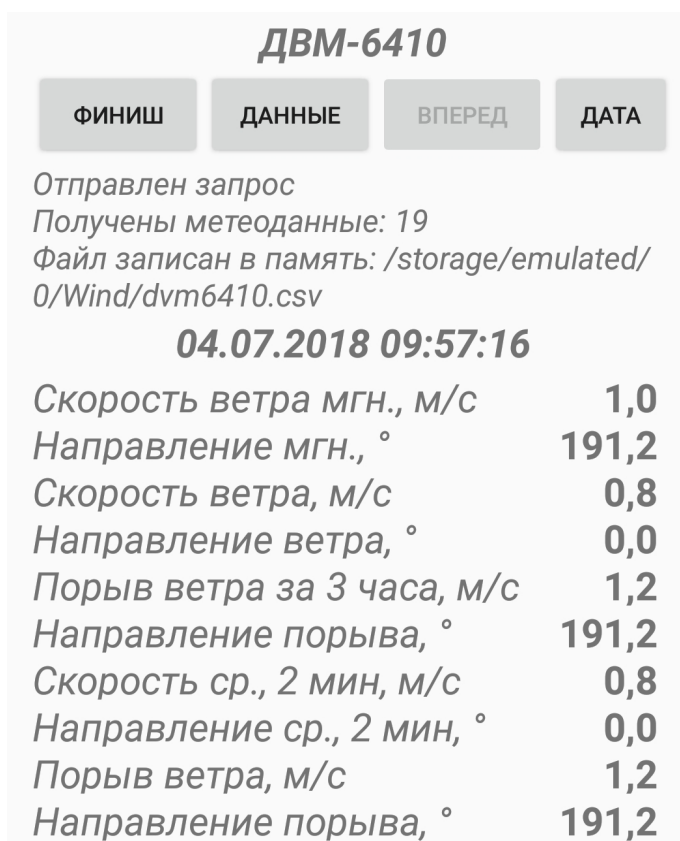 ДВМ-6410
ФИНИШ ДАННЫЕ ВПЕРЕД ДАТА
Отправлен запрос
Получены метеоданные: 19
Файл записан в память: /storage/emulated/
0/Wind/dvm6410.csv
04.07.2018 09:57:16
Скорость ветра мгн., м/с 1,0
Направление мгн., ° 191,2
Скорость ветра, м/с 0,8
Направление ветра, ° 0,0
Порыв ветра за 3 часа, м/с 1,2
Направление порыва, ° 191,2
Скорость ср., 2 мин, м/с 0,8
Направление ср., 2 мин, ° 0,0
Порыв ветра, м/с 1,2
Направление порыва, ° 191,2